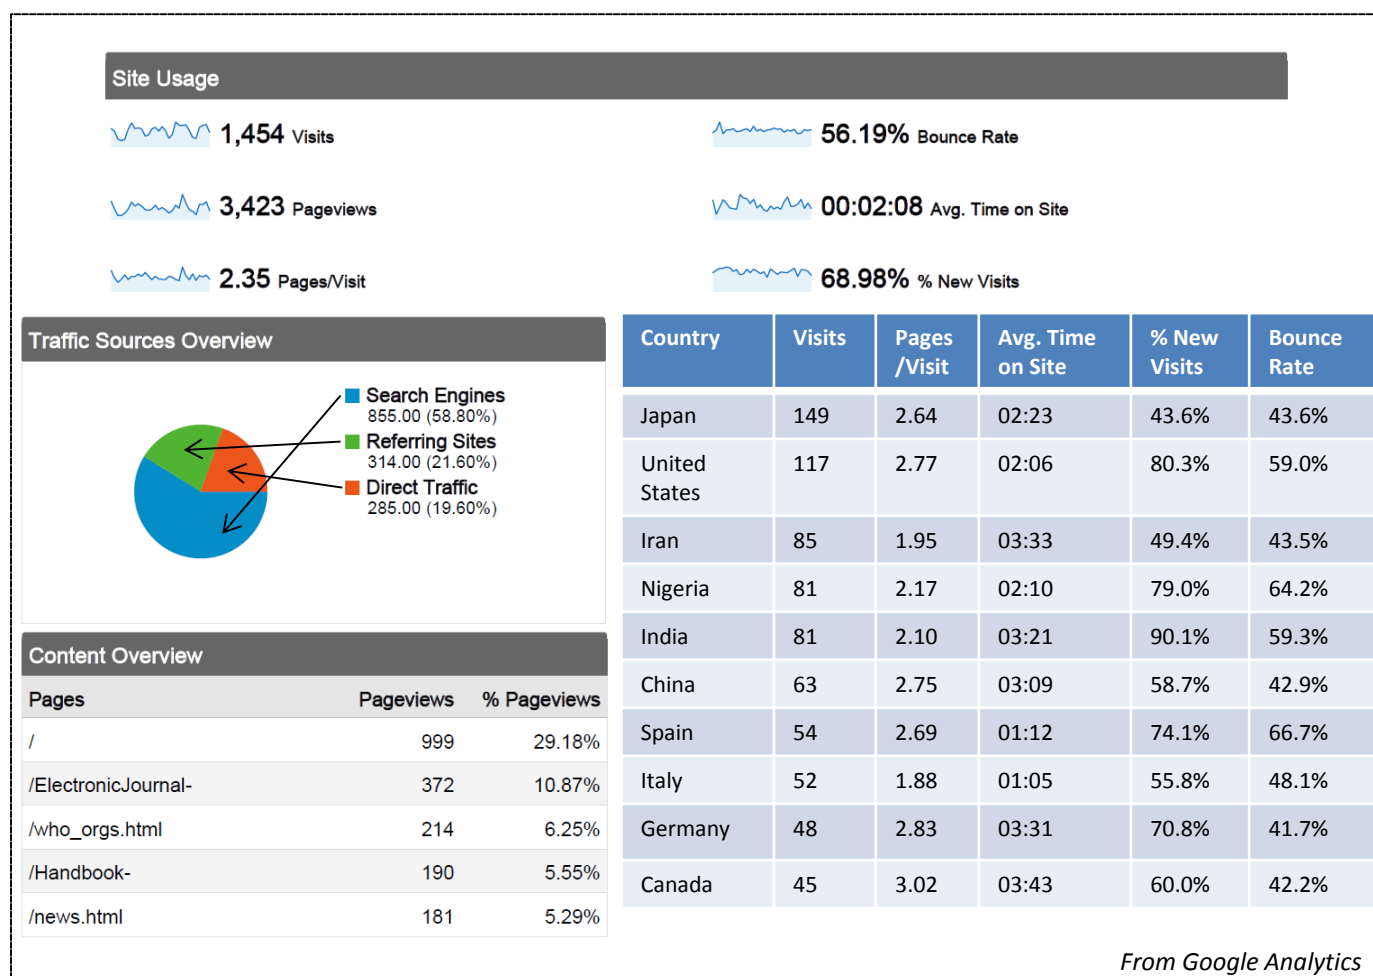 Site Usage
1,454 Visits
56.19% Bounce Rate
3,423 Pageviews
00:02:08 Avg. Time on Site
2.35 Pages/Visit
68.98% % New Visits
Traffic Sources Overview
Search Engines
855.00 (58.80%)
Referring Sites
314.00 (21.60%)
Direct Traffic
285.00 (19.60%)
Content Overview
Pages Pageviews % Pageviews
/ 999 29.18%
/ElectronicJournal- 372 10.87%
/who_orgs.html 214 6.25%
/Handbook- 190 5.55%
/news.html 181 5.29%
Country Visits Pages Avg. Time % New Bounce
/Visit on Site Visits Rate
Japan 149 2.64 02:23 43.6% 43.6%
United 117 2.77 02:06 80.3% 59.0%
States
Iran 85 1.95 03:33 49.4% 43.5%
Nigeria 81 2.17 02:10 79.0% 64.2%
India 81 2.10 03:21 90.1% 59.3%
China 63 2.75 03:09 58.7% 42.9%
Spain 54 2.69 01:12 74.1% 66.7%
Italy 52 1.88 01:05 55.8% 48.1%
Germany 48 2.83 03:31 70.8% 41.7%
Canada 45 3.02 03:43 60.0% 42.2%
From Google Analytics